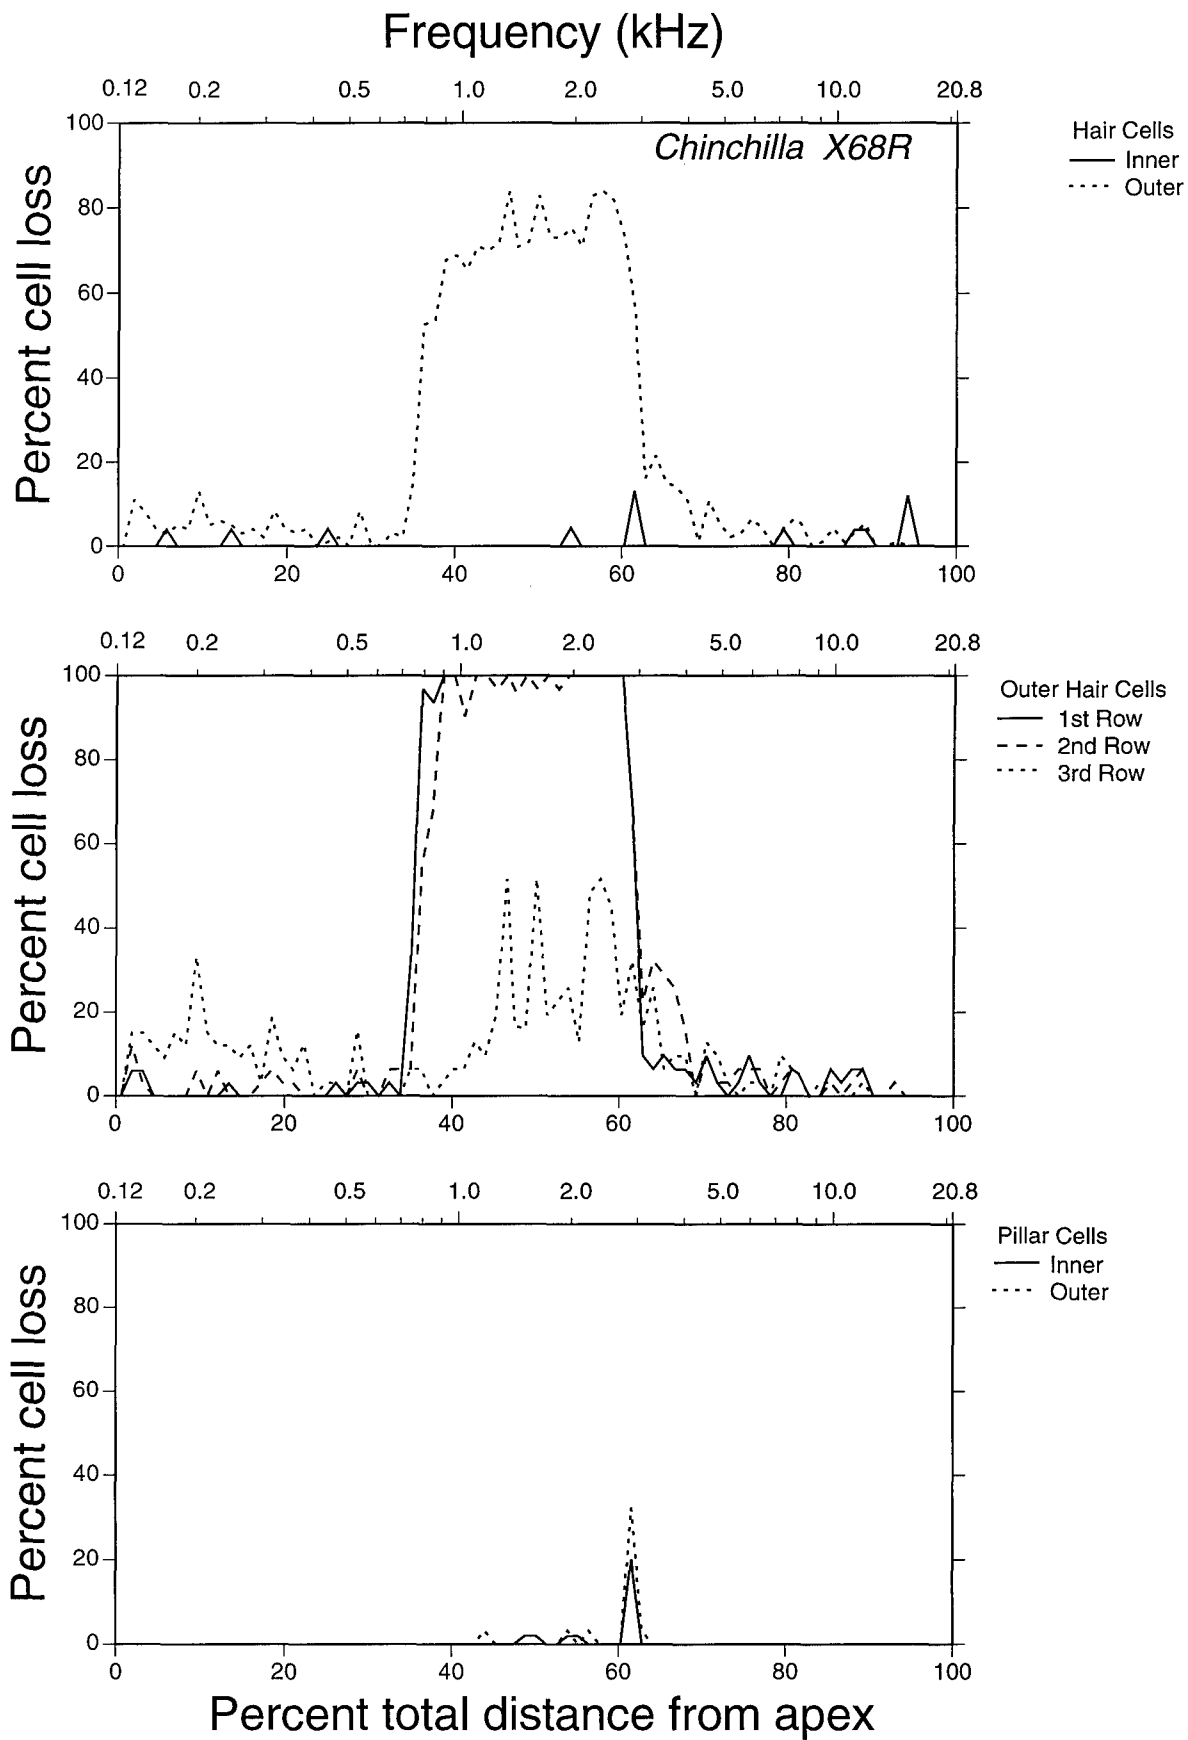 Frequency (kHz)
0.12 0.2 0.5 1.0 2.0 5.0 10.0 20.8
Chinchilla X68R
Hair Cells
Inner
Outer
Percent cell loss
100
80
60
40
20
0
0 20 40 60 80 100
0.12 0.2 0.5 1.0 2.0 5.0 10.0 20.8
Outer Hair Cells
1st Row
2nd Row
3rd Row
Percent cell loss
100
80
60
40
20
0
0 20 40 60 80 100
0.12 0.2 0.5 1.0 2.0 5.0 10.0 20.8
Pillar Cells
Inner
Outer
Percent cell loss
100
80
60
40
20
0
0 20 40 60 80 100
Percent total distance from apex